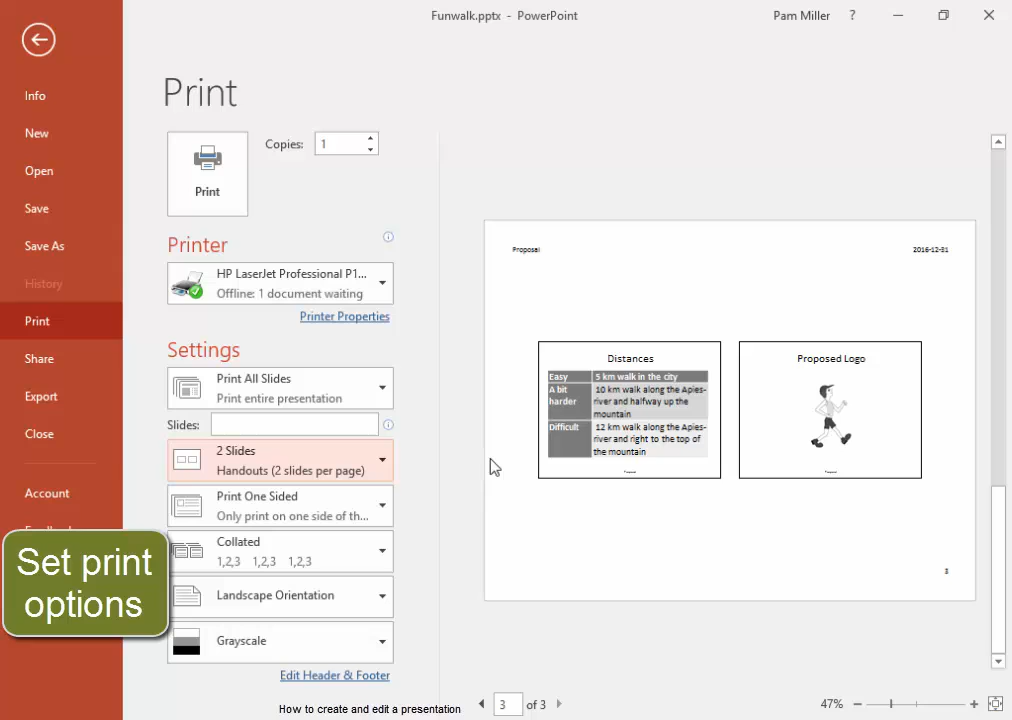 Funwalk.pptx - PowerPoint
Pam Miller
?
Info
New
Open
Save
Save As
History
Print
Share
Export
Close
Account
Set print
options
Print
Copies: 1
Print
Printer
HP LaserJet Professional P1...
Offline: 1 document waiting
Printer Properties
Settings
Print All Slides
Print entire presentation
Slides:
2 Slides
Handouts (2 slides per page)
Print One Sided
Only print on one side of th...
Collated
1,2,3 1,2,3 1,2,3
Landscape Orientation
Grayscale
Edit Header & Footer
How to create and edit a presentation
Proposal
2016-12-31
Distances
Easy 5 km walk in the city
A bit harder 10 km walk along the Apies-
river and halfway up the
mountain
Difficult 12 km walk along the Apies-
river and right to the top of
the mountain
Proposed Logo
3
3 of 3
47%